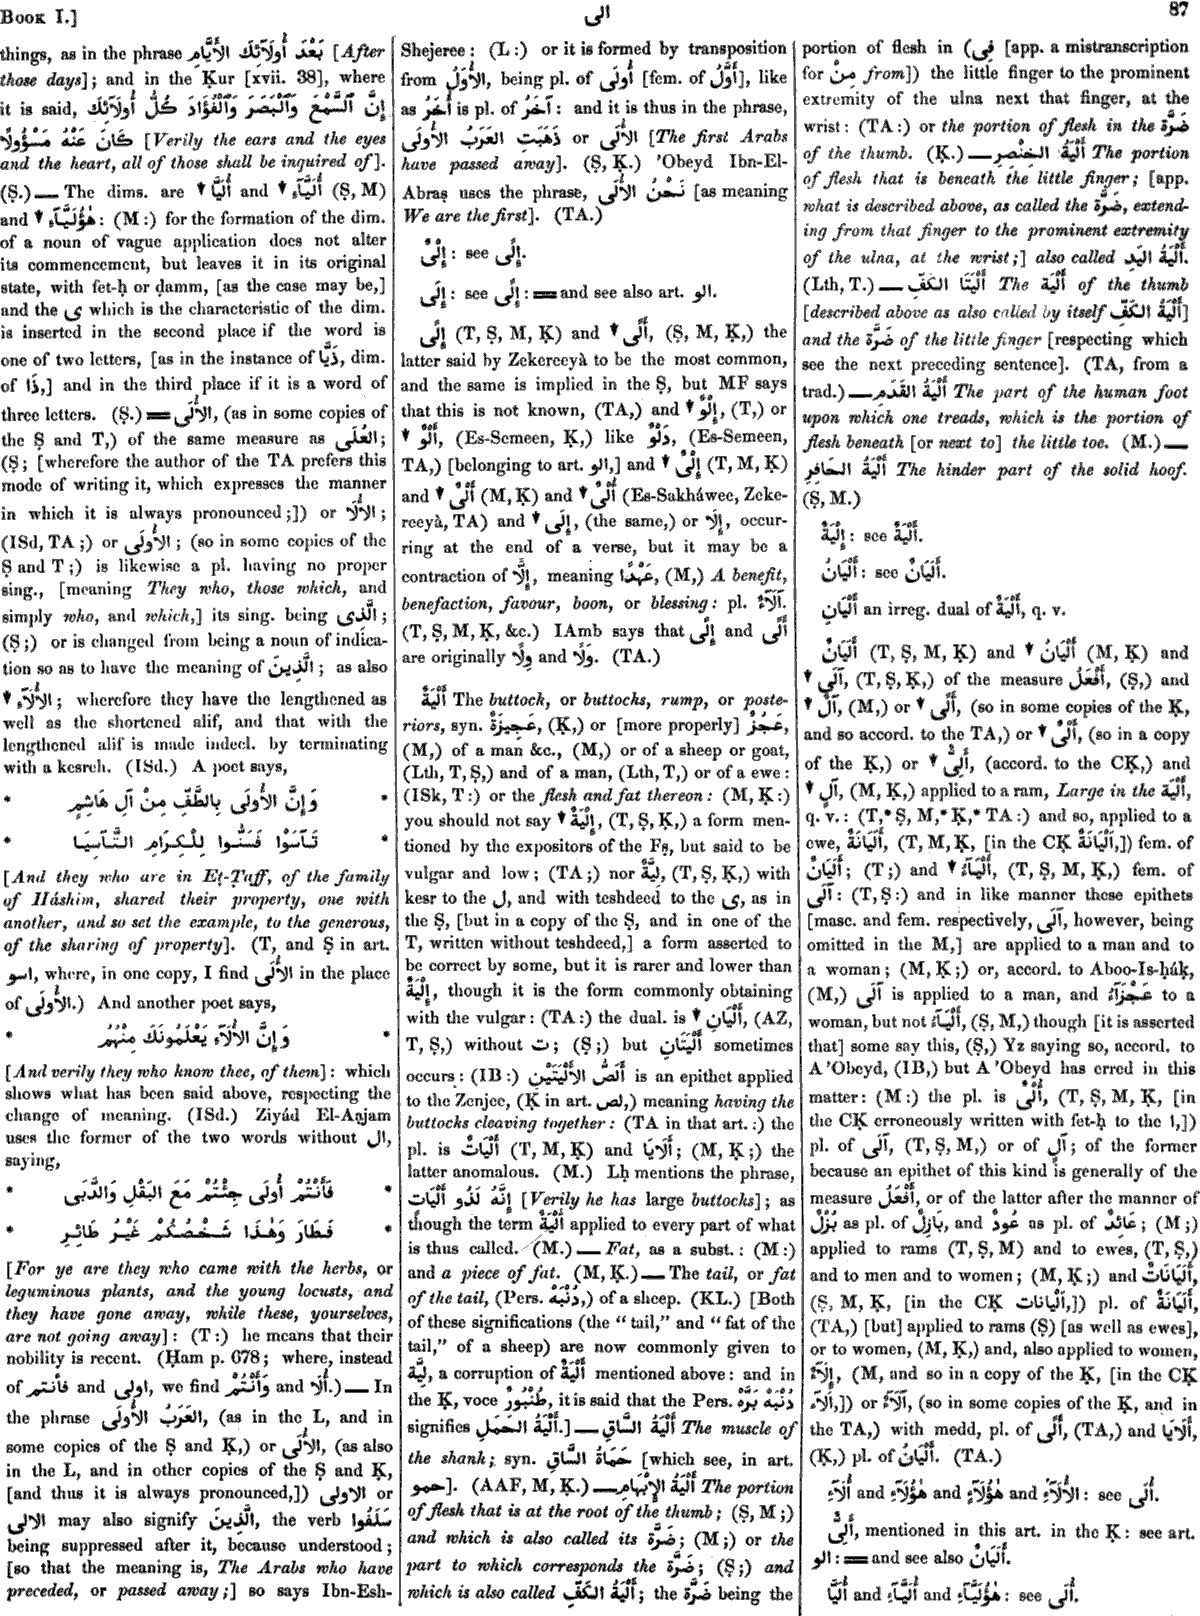 BOOK I.]
الى
87
things, as in the phrase بَعْدَ أُولَآئِكَ الأَيَّامِ [After
those days]; and in the Ḳur [xvii. 38], where
it is said, إِنَّ ٱلسَّمْعَ وَٱلْبَصَرَ وَٱلْفُؤَادَ كُلُّ أُولَآئِكَ
كَانَ عَنْهُ مَسْؤُولًا [Verily the ears and the eyes
and the heart, all of those shall be inquired of].
(Ṣ.) — The dims. are ↓ أُلَيَّا and ↓ أُلَيَّآءِ (Ṣ, M)
and ↓ هٰؤُلَيَّآءِ: (M:) for the formation of the dim.
of a noun of vague application does not alter
its commencement, but leaves it in its original
state, with fet-ḥ or ḍamm, [as the case may be,]
and the ى which is the characteristic of the dim.
is inserted in the second place if the word is
one of two letters, [as in the instance of ذَيَّا, dim.
of ذَا,] and in the third place if it is a word of
three letters. (Ṣ.) = الأُلَى, (as in some copies of
the Ṣ and T,) of the same measure as العُلَى;
(Ṣ; [wherefore the author of the TA prefers this
mode of writing it, which expresses the manner
in which it is always pronounced;]) or الأُلَا;
(ISd, TA;) or الأُولَى; (so in some copies of the
Ṣ and T;) is likewise a pl. having no proper
sing., [meaning They who, those which, and
simply who, and which,] its sing. being الَّذِى;
(Ṣ;) or is changed from being a noun of indica-
tion so as to have the meaning of الَّذِينَ; as also
↓ الأُلَآءِ; wherefore they have the lengthened as
well as the shortened alif, and that with the
lengthened alif is made indecl. by terminating
with a kesreh. (ISd.) A poet says,
* وَإِنَّ الأُولَى بِالطَّفِّ مِنْ آلِ هَاشِمٍ *
* تَآسَوْا فَسَنُّوا لِلْكِرَامِ التَّآسِيَا *
[And they who are in Eṭ-Ṭaff, of the family
of Háshim, shared their property, one with
another, and so set the example, to the generous,
of the sharing of property]. (T, and Ṣ in art.
اسو, where, in one copy, I find الأُلَى in the place
of الأُولَى.) And another poet says,
* وَإِنَّ الأُلَآءِ يَعْلَمُونَكَ مِنْهُمُ *
[And verily they who know thee, of them]: which
shows what has been said above, respecting the
change of meaning. (ISd.) Ziyád El-Aạjam
uses the former of the two words without ال,
saying,
* فَأَنْتُمْ أُولَى جِئْتُمْ مَعَ البَقْلِ وَالدَّبَى *
* فَطَارَ وَهٰذَا شَخْصُكُمْ غَيْرُ طَائِرِ *
[For ye are they who came with the herbs, or
leguminous plants, and the young locusts, and
they have gone away, while these, yourselves,
are not going away]: (T:) he means that their
nobility is recent. (Ḥam p. 678; where, instead
of فأنتم and اولى, we find وَأَنْتُمْ and أُلَا.) — In
the phrase العَرَبُ الأُولَى, (as in the L, and in
some copies of the Ṣ and Ḳ,) or الأُلَى, (as also
in the L, and in other copies of the Ṣ and Ḳ,
[and thus it is always pronounced,]) الاولى or
الالى may also signify الَّذِينَ, the verb سَلَفُوا
being suppressed after it, because understood;
[so that the meaning is, The Arabs who have
preceded, or passed away;] so says Ibn-Esh-
Shejeree: (L:) or it is formed by transposition
from الأُوَلُ, being pl. of أُولَى [fem. of أَوَّلُ], like
as أُخَرُ is pl. of آخَرُ: and it is thus in the phrase,
ذَهَبَتِ العَرَبُ الأُولَى or الأُلَى [The first Arabs
have passed away]. (Ṣ, Ḳ.) 'Obeyd Ibn-El-
Abraṣ uses the phrase, نَحْنُ الأُلَى [as meaning
We are the first]. (TA.)
إِلْىٌ: see إِلًى.
إِلَى: see إِلًى: = and see also art. الو.
إِلًى (T, Ṣ, M, Ḳ) and ↓ أَلًى, (Ṣ, M, Ḳ,) the
latter said by Zekereeyà to be the most common,
and the same is implied in the Ṣ, but MF says
that this is not known, (TA,) and ↓ إِلْوٌ, (T,) or
↓ أَلْوٌ, (Es-Semeen, Ḳ,) like دَلْوٌ, (Es-Semeen,
TA,) [belonging to art. الو,] and ↓ إِلْىٌ (T, M, Ḳ)
and ↓ أَلْىٌ (M, Ḳ) and ↓ أُلْىٌ (Es-Sakháwee, Zeke-
reeyà, TA) and ↓ إِلَى, (the same,) or إِلَا, occur-
ring at the end of a verse, but it may be a
contraction of إِلًّا, meaning عَهْدًا, (M,) A benefit,
benefaction, favour, boon, or blessing: pl. آلَآءٌ.
(T, Ṣ, M, Ḳ, &c.) IAmb says that إِلًى and أَلًى
are originally وِلًا and وَلًا. (TA.)
أَلْيَةٌ The buttock, or buttocks, rump, or poste-
riors, syn. عَجِيزَةٌ, (Ḳ,) or [more properly] عَجُزٌ,
(M,) of a man &c., (M,) or of a sheep or goat,
(Lth, T, Ṣ,) and of a man, (Lth, T,) or of a ewe:
(ISk, T:) or the flesh and fat thereon: (M, Ḳ:)
you should not say ↓ إِلْيَةٌ, (T, Ṣ, Ḳ,) a form men-
tioned by the expositors of the Fṣ, but said to be
vulgar and low; (TA;) nor لِيَّةٌ, (T, Ṣ, Ḳ,) with
kesr to the ل, and with teshdeed to the ى, as in
the Ṣ, [but in a copy of the Ṣ, and in one of the
T, written without teshdeed,] a form asserted to
be correct by some, but it is rarer and lower than
إِلْيَةٌ, though it is the form commonly obtaining
with the vulgar: (TA:) the dual. is ↓ أَلْيَانِ, (AZ,
T, Ṣ,) without ت; (Ṣ;) but أَلْيَتَانِ sometimes
occurs: (IB:) أَلَصُّ الأَلْيَتَيْنِ is an epithet applied
to the Zenjee, (Ḳ in art. لص,) meaning having the
buttocks cleaving together: (TA in that art.:) the
pl. is أَلْيَاتٌ (T, M, Ḳ) and أَلَايَا; (M, Ḳ;) the
latter anomalous. (M.) Lḥ mentions the phrase,
إِنَّهُ لَذُو أَلْيَاتٍ [Verily he has large buttocks]; as
though the term أَلْيَةٌ applied to every part of what
is thus called. (M.) — Fat, as a subst.: (M:)
and a piece of fat. (M, Ḳ.) — The tail, or fat
of the tail, (Pers. دُنْبَهْ,) of a sheep. (KL.) [Both
of these significations (the “tail,” and “fat of the
tail,” of a sheep) are now commonly given to
لِيَّة, a corruption of أَلْيَةٌ mentioned above: and in
the Ḳ, voce طُنْبُورٌ, it is said that the Pers. دُنْبَهْ بَرَّهْ
signifies أَلْيَةُ الحَمَلِ.] — أَلْيَةُ السَّاقِ The muscle of
the shank; syn. حَمَاةُ السَّاقِ [which see, in art.
حمو]. (AAF, M, Ḳ.) — أَلْيَةُ الإِبْهَامِ The portion
of flesh that is at the root of the thumb; (Ṣ, M;)
and which is also called its ضَرَّة; (M;) or the
part to which corresponds the ضَرَّة; (Ṣ;) and
which is also called أَلْيَةُ الكَفِّ; the ضَرَّة being the
portion of flesh in (فِى [app. a mistranscription
for مِنْ from]) the little finger to the prominent
extremity of the ulna next that finger, at the
wrist: (TA:) or the portion of flesh in the ضَرَّة
of the thumb. (Ḳ.) — أَلْيَةُ الخِنْصِرِ The portion
of flesh that is beneath the little finger; [app.
what is described above, as called the ضَرَّة, extend-
ing from that finger to the prominent extremity
of the ulna, at the wrist;] also called أَلْيَةُ اليَدِ.
(Lth, T.) — أَلْيَتَا الكَفِّ The أَلْيَة of the thumb
[described above as also called by itself أَلْيَةُ الكَفِّ]
and the ضَرَّة of the little finger [respecting which
see the next preceding sentence]. (TA, from a
trad.) — أَلْيَةُ القَدَمِ The part of the human foot
upon which one treads, which is the portion of
flesh beneath [or next to] the little toe. (M.) —
أَلْيَةُ الحَافِرِ The hinder part of the solid hoof.
(Ṣ, M.)
إِلْيَةٌ: see أَلْيَةٌ.
أَلْيَانُ: see أَلَيَانٌ.
أَلْيَانِ an irreg. dual of أَلْيَةٌ, q. v.
أَلَيَانٌ (T, Ṣ, M, Ḳ) and ↓ أَلْيَانُ (M, Ḳ) and
↓ آلَى, (T, Ṣ, Ḳ,) of the measure أَفْعَلُ, (Ṣ,) and
↓ آلٌ, (M,) or ↓ أَلًى, (so in some copies of the Ḳ,
and so accord. to the TA,) or ↓ أَلْىٌ, (so in a copy
of the Ḳ,) or ↓ أَلِىٌّ, (accord. to the CḲ,) and
↓ آلٍ, (M, Ḳ,) applied to a ram, Large in the أَلْيَة,
q. v.: (T,* Ṣ, M,* Ḳ,* TA:) and so, applied to a
ewe, أَلَيَانَةٌ, (T, M, Ḳ, [in the CḲ أَلْيَانَةٌ,]) fem. of
أَلَيَانٌ; (T;) and ↓ أَلْيَآءُ, (T, Ṣ, M, Ḳ,) fem. of
آلَى: (T, Ṣ:) and in like manner these epithets
[masc. and fem. respectively, آلَى, however, being
omitted in the M,] are applied to a man and to
a woman; (M, Ḳ;) or, accord. to Aboo-Is-ḥáḳ,
(M,) آلَى is applied to a man, and عَجْزَآءُ to a
woman, but not أَلْيَآءُ, (Ṣ, M,) though [it is asserted
that] some say this, (Ṣ,) Yz saying so, accord. to
A'Obeyd, (IB,) but A'Obeyd has erred in this
matter: (M:) the pl. is أُلْىٌ, (T, Ṣ, M, Ḳ, [in
the CḲ erroneously written with fet-ḥ to the ا,])
pl. of آلَى, (T, Ṣ, M,) or of آلٍ; of the former
because an epithet of this kind is generally of the
measure أَفْعَلُ, or of the latter after the manner of
بُزْلٌ as pl. of بَازِلٌ, and عُودٌ as pl. of عَائِدٌ; (M;)
applied to rams (T, Ṣ, M) and to ewes, (T, Ṣ,)
and to men and to women; (M, Ḳ;) and أَلَيَانَاتٌ
(Ṣ, M, Ḳ, [in the CḲ أَلْيانات,]) pl. of أَلَيَانَةٌ,
(TA,) [but] applied to rams (Ṣ) [as well as ewes],
or to women, (M, Ḳ,) and, also applied to women,
إِلَآءٌ, (M, and so in a copy of the Ḳ, [in the CḲ
أَلَآءٌ,]) or آلَآءٌ, (so in some copies of the Ḳ, and in
the TA,) with medd, pl. of أَلًى, (TA,) and أَلَايَا,
(Ḳ,) pl. of أَلْيَانُ. (TA.)
أُلَآءِ and هٰؤُلَآءِ and هٰؤُلَآءٍ and الأُلَآءِ: see أُلَى.
أَلِىٌّ, mentioned in this art. in the Ḳ: see art.
الو: = and see also أَلَيَانٌ.
أُلَيَّا and أُلَيَّآءِ and هٰؤُلَيَّآءِ: see أُلَى.